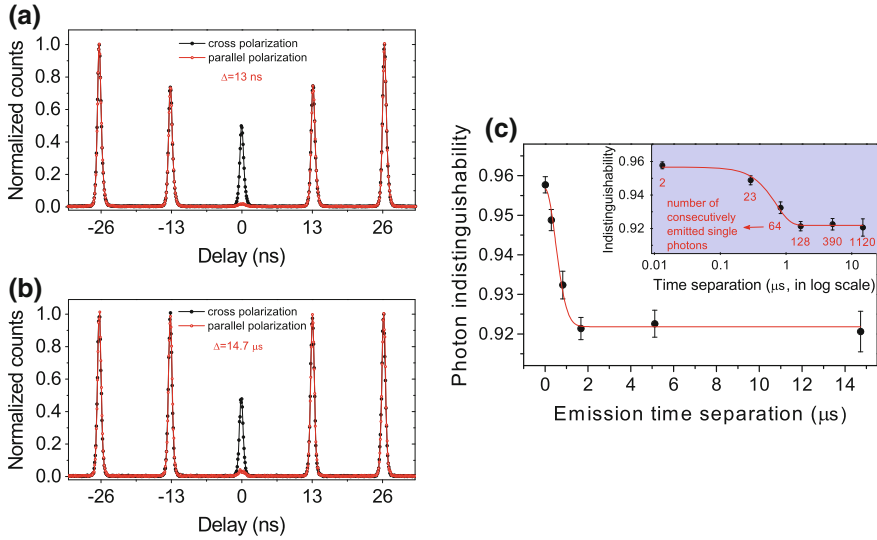 (a)
Normalized counts
1.0
0.8
0.6
0.4
0.2
0.0
cross polarization
parallel polarization
Δ=13 ns
-26
-13
0
13
26
Delay (ns)
(b)
Normalized counts
1.0
0.8
0.6
0.4
0.2
0.0
cross polarization
parallel polarization
Δ=14.7 μs
-26
-13
0
13
26
Delay (ns)
(c)
Photon indistinguishability
0.96
0.95
0.94
0.93
0.92
0
2
4
6
8
10
12
14
Emission time separation (μs)
Indistinguishability
0.96
0.94
0.92
2
23
number of
consecutively
emitted single
photons
64
128
390
1120
0.01
0.1
1
10
Time separation (μs, in log scale)